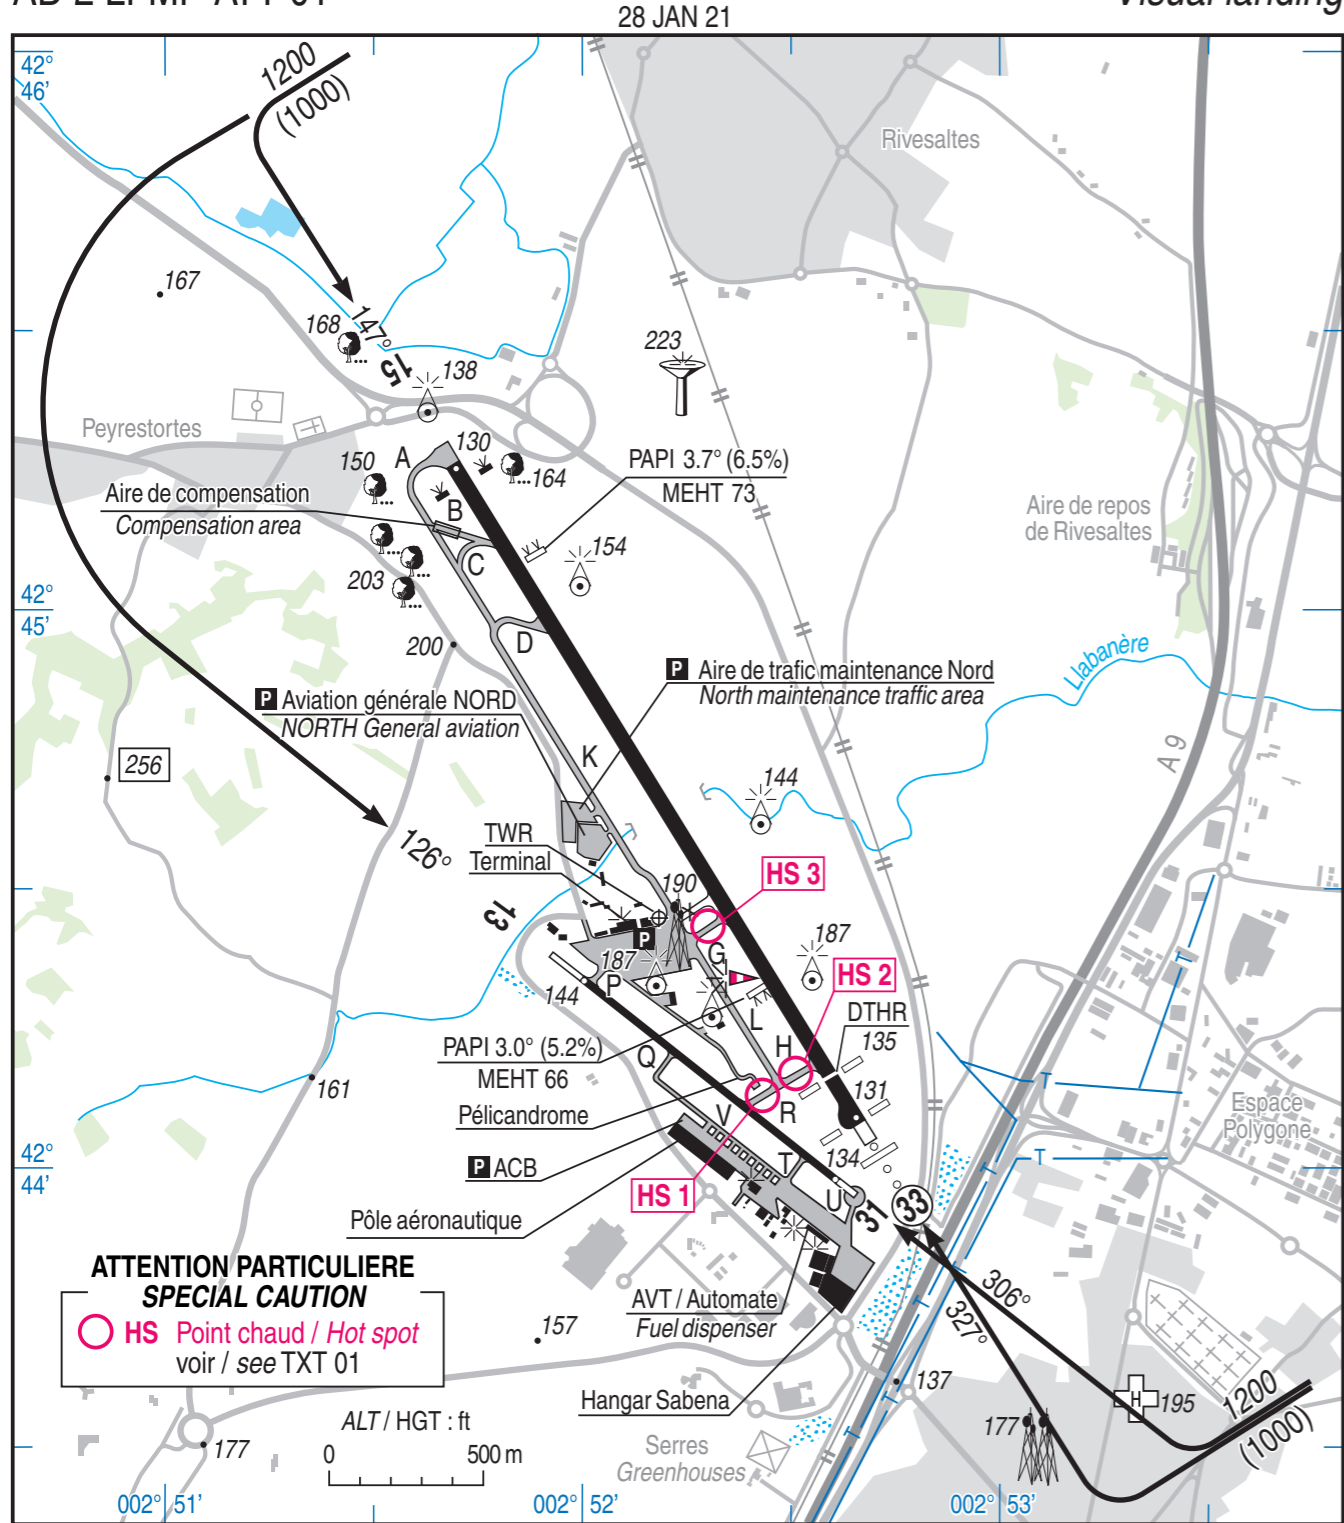 28 JAN 21
42°
46'
1200
(1000)
Rivesaltes
167
168
147°
15
138
223
Peyrestortes
A
130
150
164
PAPI 3.7° (6.5%)
MEHT 73
Aire de compensation
Compensation area
B
C
154
203
Aire de repos
de Rivesaltes
42°
45'
200
D
Llabanère
P Aire de trafic maintenance Nord
North maintenance traffic area
P Aviation générale NORD
NORTH General aviation
256
K
144
A 9
126°
TWR
Terminal
190
HS 3
13
P
187
G
187
HS 2
144
P
L
DTHR
135
PAPI 3.0° (5.2%)
MEHT 66
Q
H
131
161
Pélicandrome
V
R
Espace
Polygone
T
T
T
42°
44'
P ACB
T
134
HS 1
U
31
33
Pôle aéronautique
ATTENTION PARTICULIERE
SPECIAL CAUTION
HS Point chaud / Hot spot
voir / see TXT 01
306°
327°
AVT / Automate
Fuel dispenser
157
137
H
195
1200
(1000)
Hangar Sabena
177
ALT / HGT : ft
0 500 m
177
Serres
Greenhouses
002° 51'
002° 52'
002° 53'